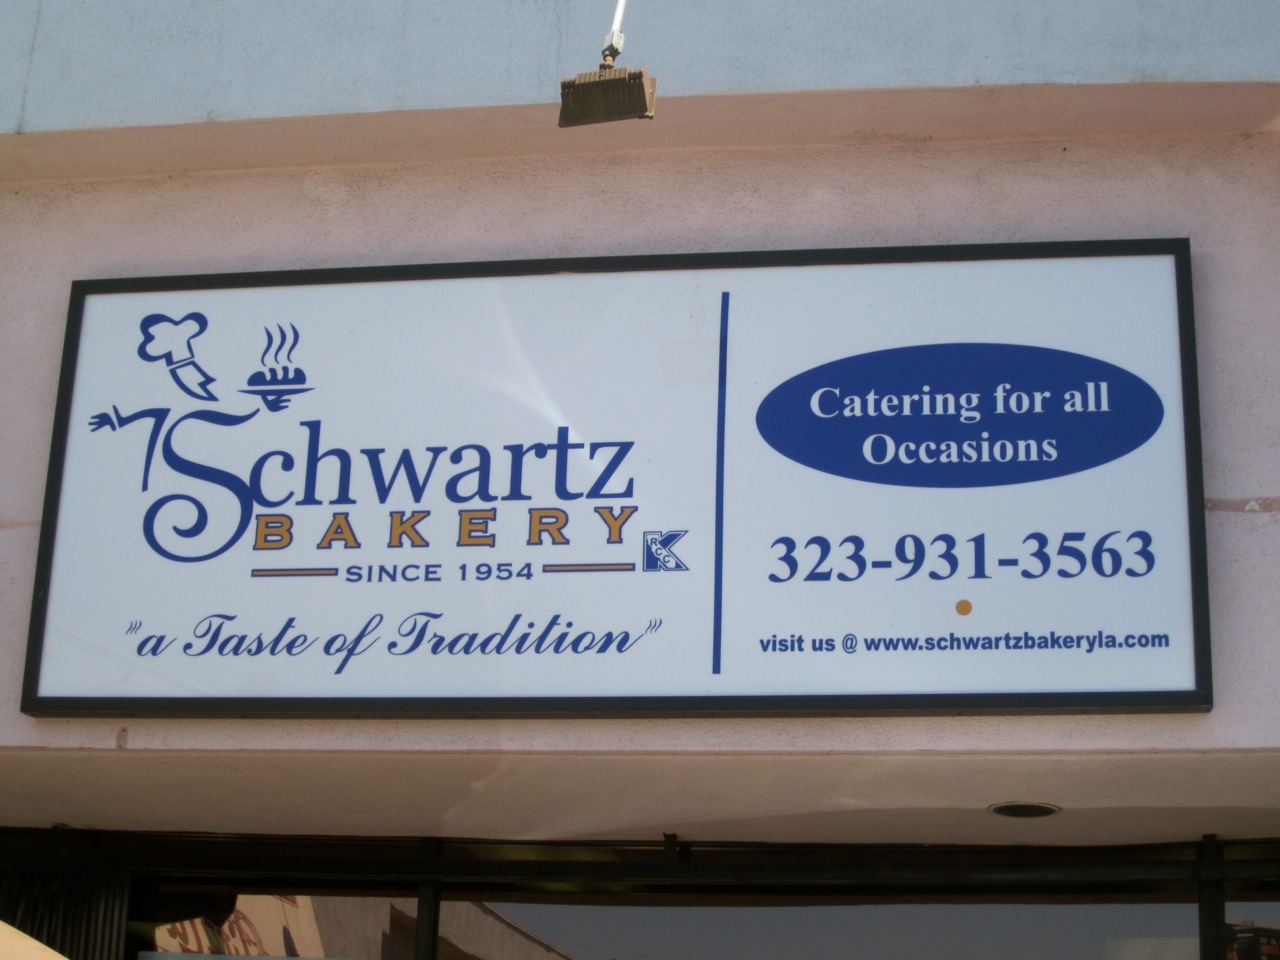 Schwartz
BAKERY
RCC K
SINCE 1954
"a Taste of Tradition"
Catering for all
Occasions
323-931-3563
visit us @ www.schwartzbakeryla.com